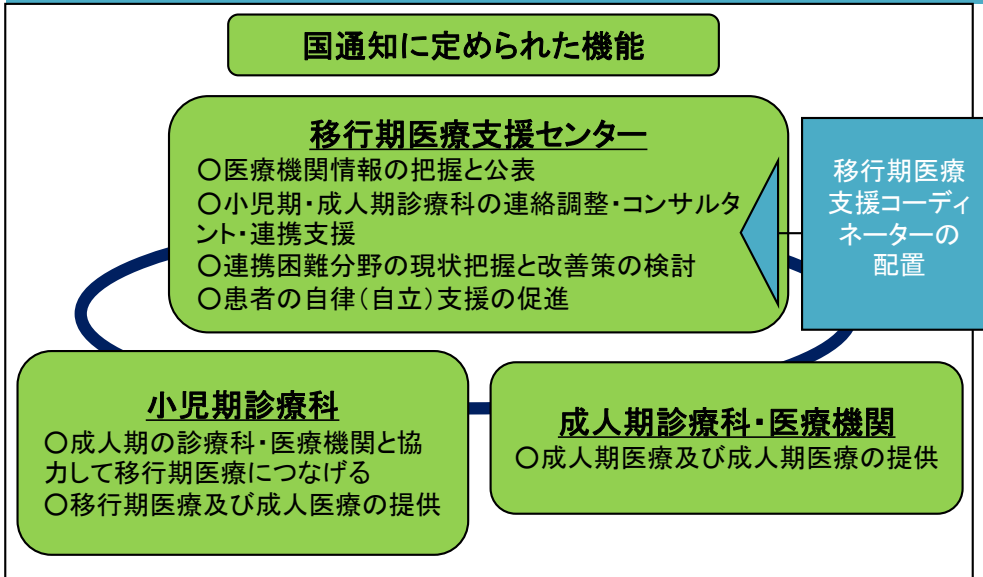 国通知に定められた機能
移行期医療支援センター
○医療機関情報の把握と公表
○小児期・成人期診療科の連絡調整・コンサルタ
ント・連携支援
○連携困難分野の現状把握と改善策の検討
○患者の自律(自立)支援の促進
移行期医療
支援コーディ
ネーターの
配置
小児期診療科
○成人期の診療科・医療機関と協
力して移行期医療につなげる
○移行期医療及び成人医療の提供
成人期診療科・医療機関
○成人期医療及び成人期医療の提供